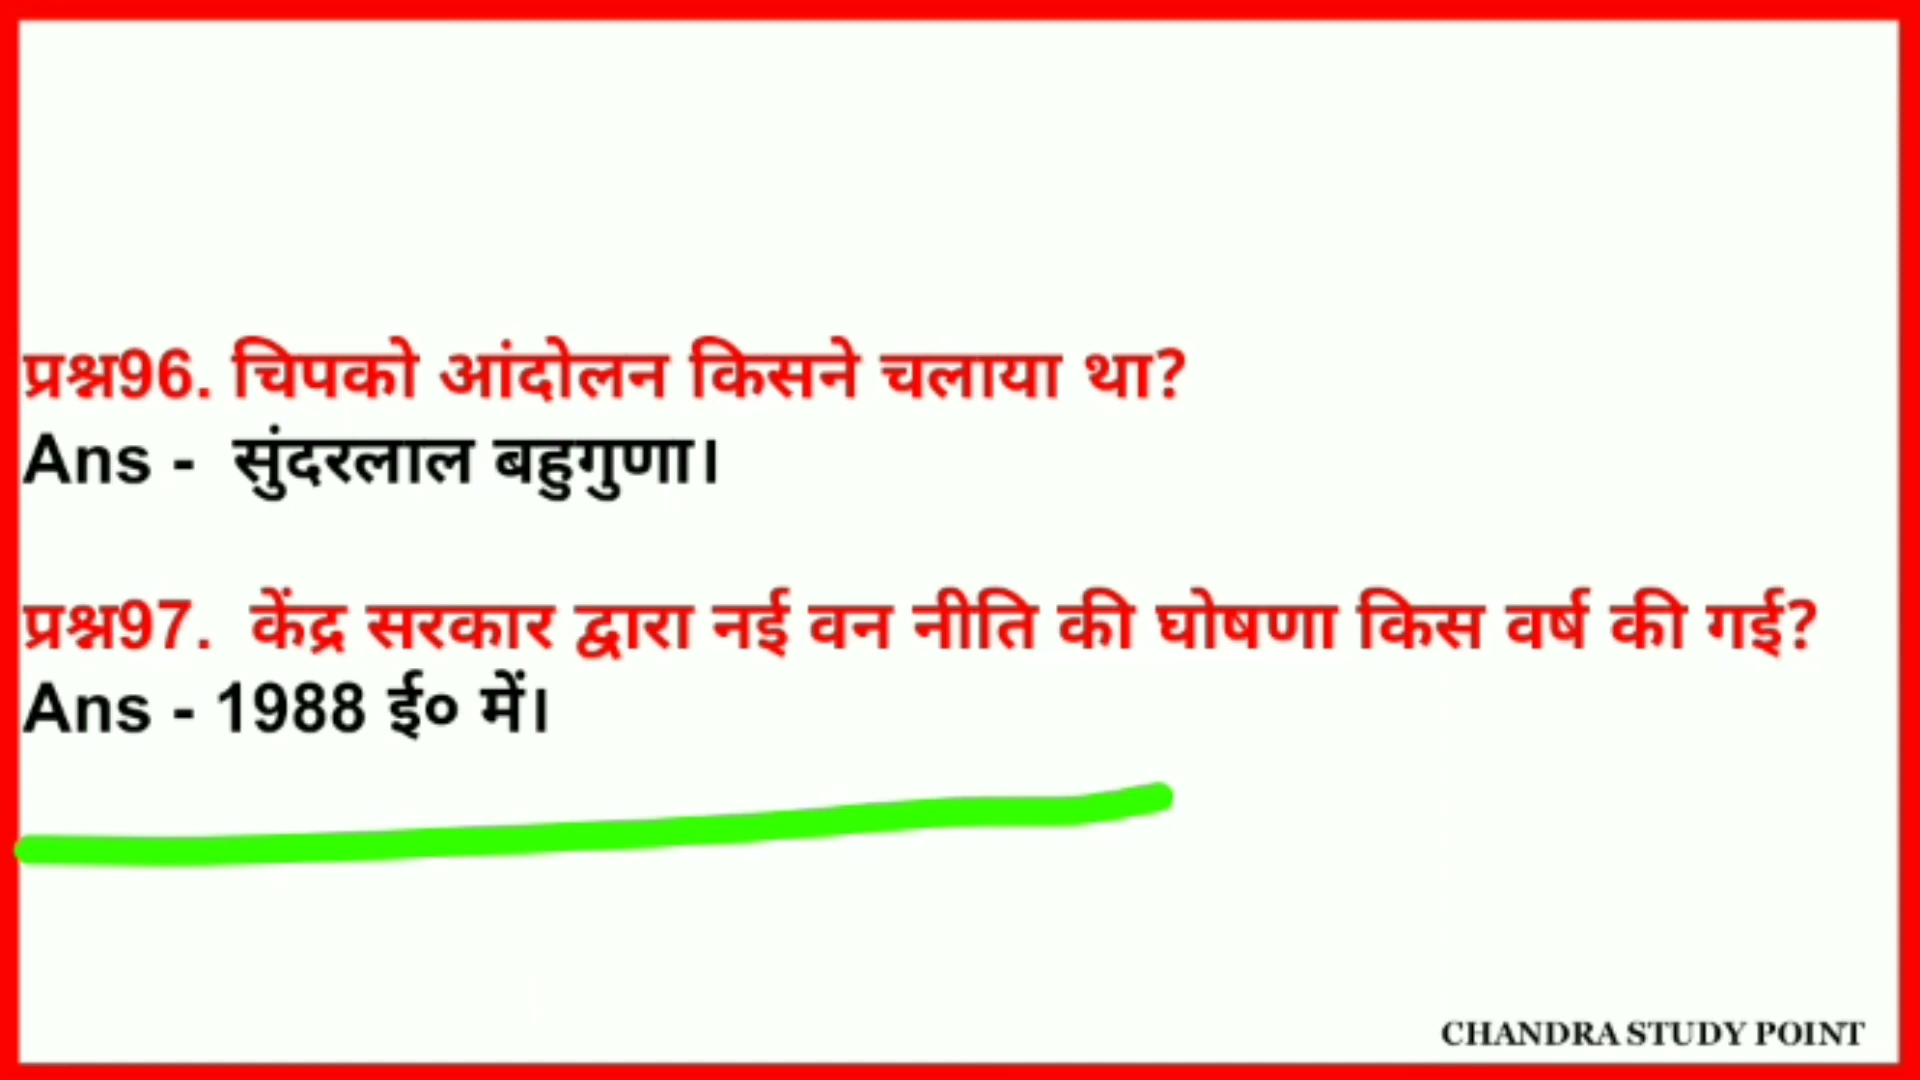 प्रश्न96. चिपको आंदोलन किसने चलाया था?
Ans - सुंदरलाल बहुगुणा।
प्रश्न97. केंद्र सरकार द्वारा नई वन नीति की घोषणा किस वर्ष की गई?
Ans - 1988 ई० में।
CHANDRA STUDY POINT